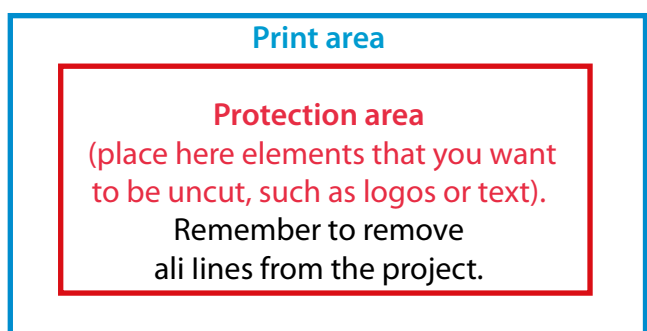 Print area
Protection area
(place here elements that you want
to be uncut, such as logos or text).
Remember to remove
ali lines from the project.